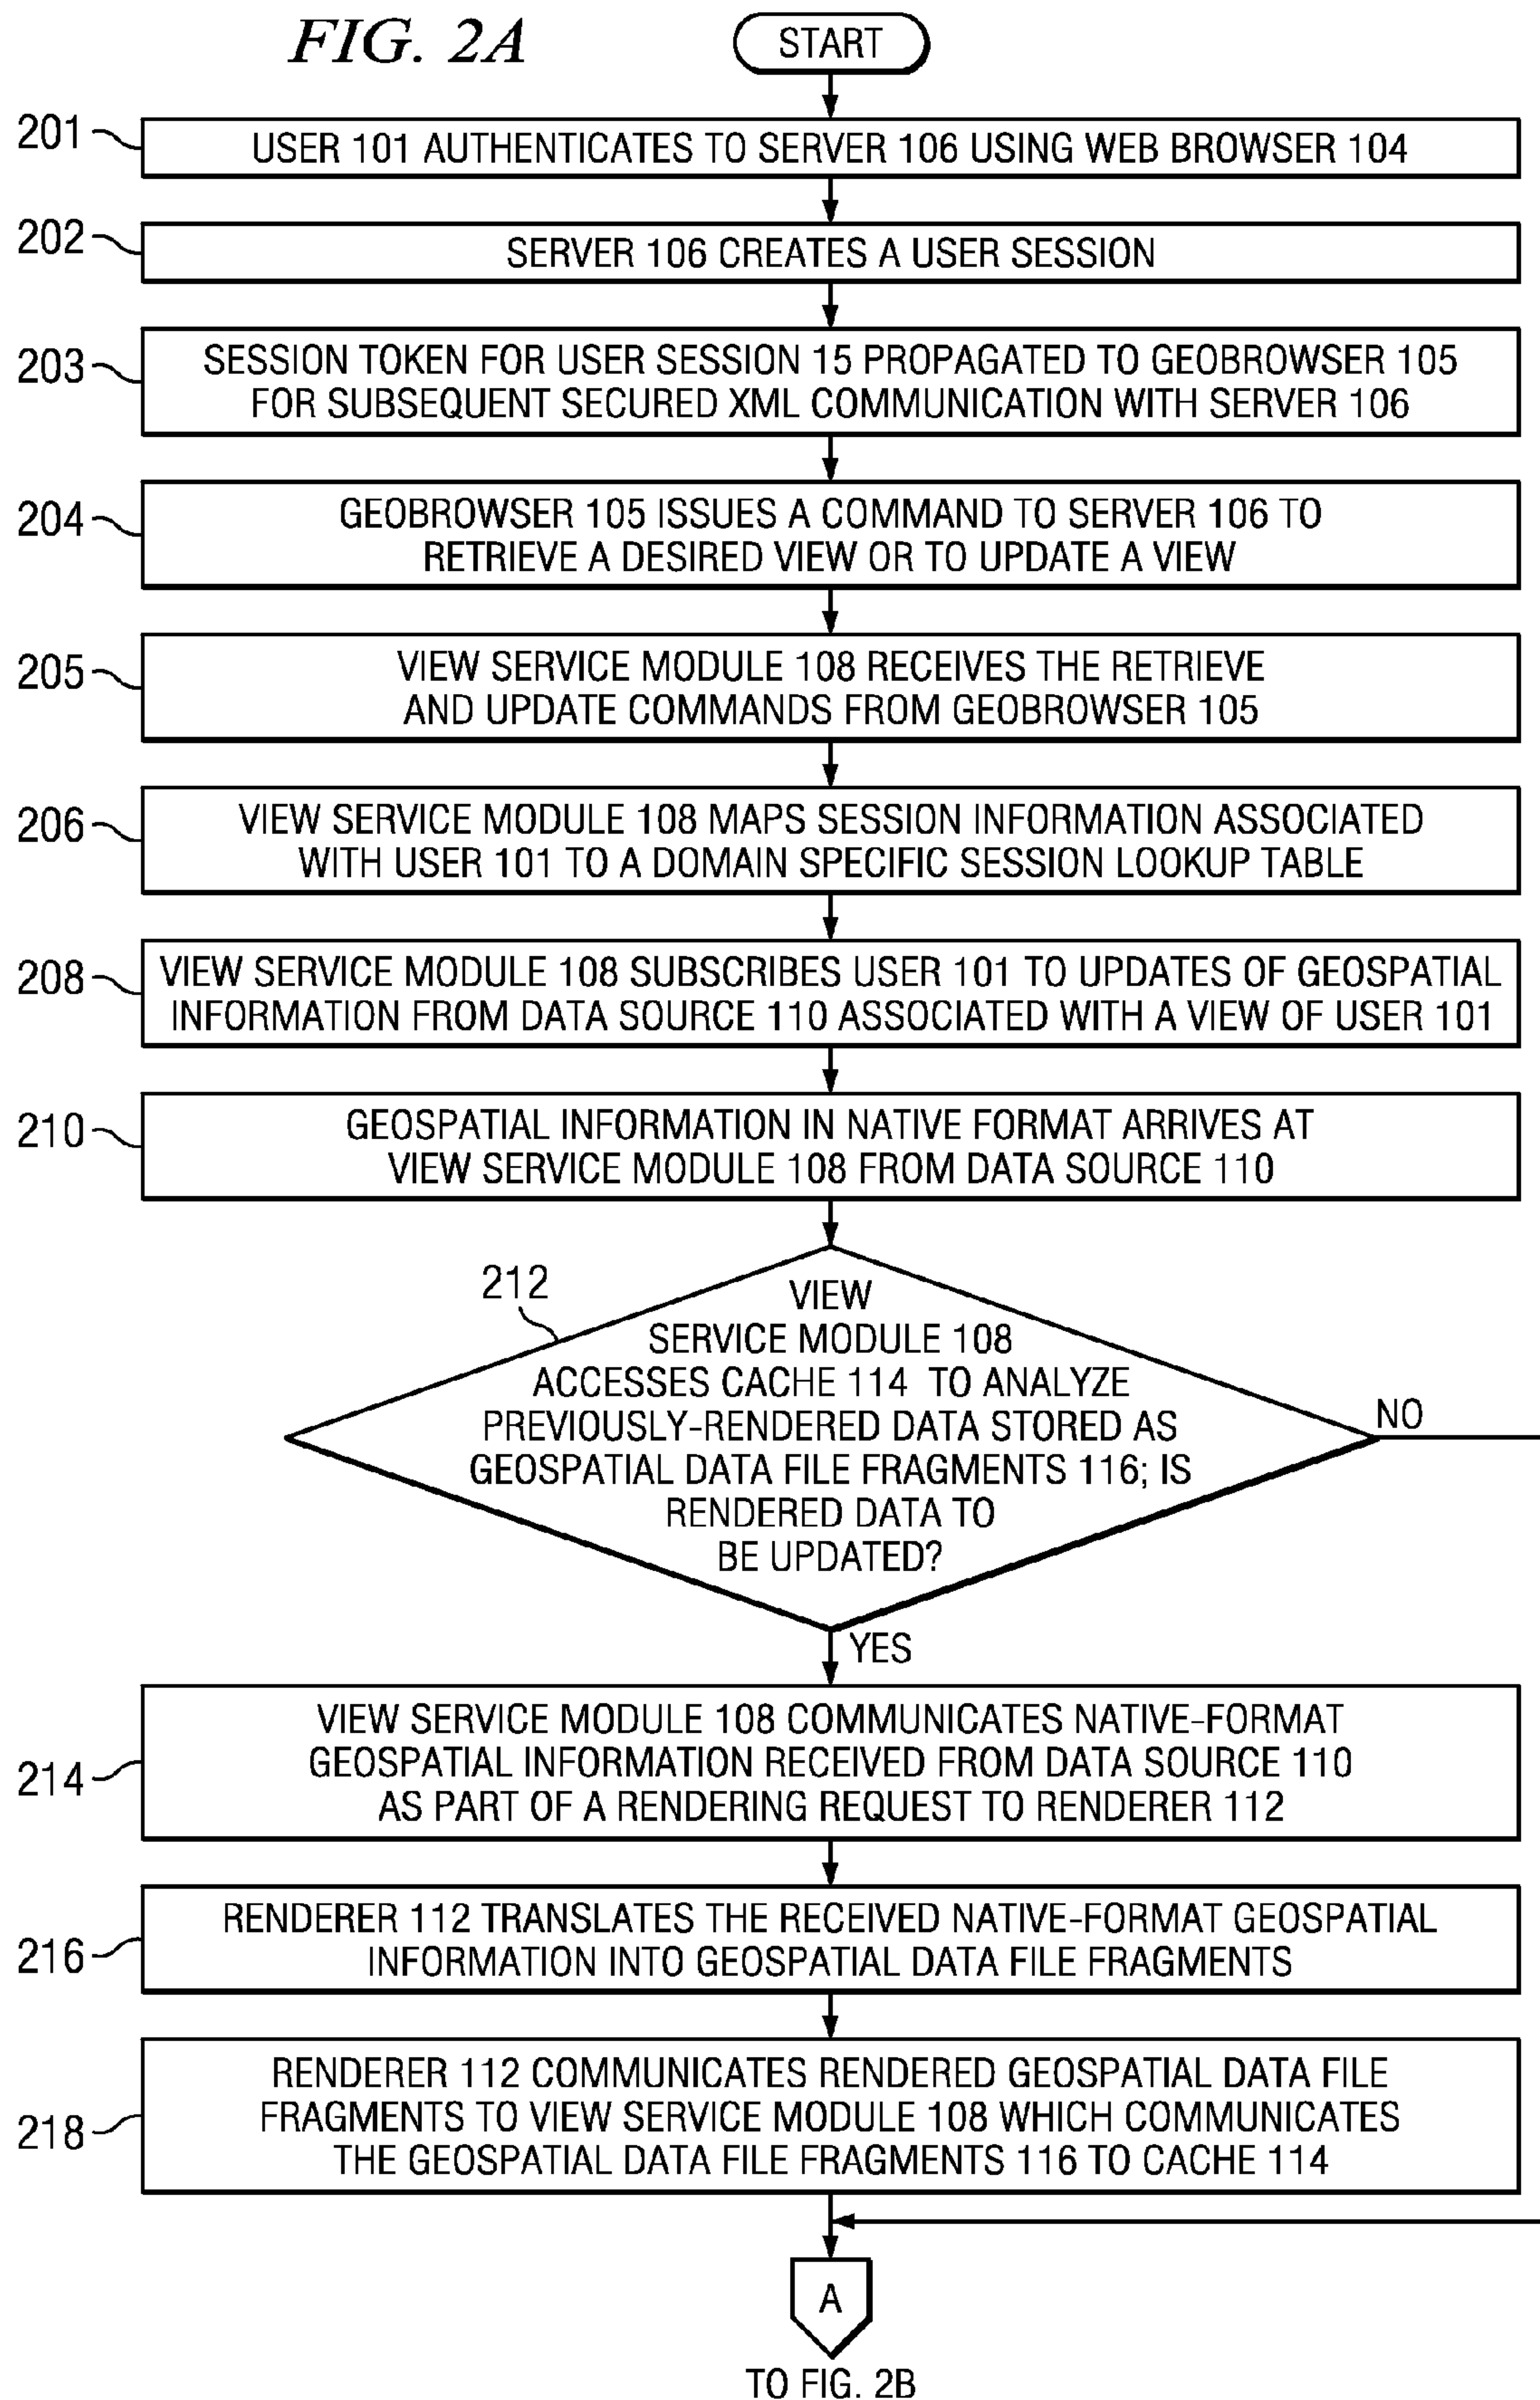 FIG. 2A
START
201
USER 101 AUTHENTICATES TO SERVER 106 USING WEB BROWSER 104
202
SERVER 106 CREATES A USER SESSION
203
SESSION TOKEN FOR USER SESSION 15 PROPAGATED TO GEOBROWSER 105
FOR SUBSEQUENT SECURED XML COMMUNICATION WITH SERVER 106
204
GEOBROWSER 105 ISSUES A COMMAND TO SERVER 106 TO
RETRIEVE A DESIRED VIEW OR TO UPDATE A VIEW
205
VIEW SERVICE MODULE 108 RECEIVES THE RETRIEVE
AND UPDATE COMMANDS FROM GEOBROWSER 105
206
VIEW SERVICE MODULE 108 MAPS SESSION INFORMATION ASSOCIATED
WITH USER 101 TO A DOMAIN SPECIFIC SESSION LOOKUP TABLE
208
VIEW SERVICE MODULE 108 SUBSCRIBES USER 101 TO UPDATES OF GEOSPATIAL
INFORMATION FROM DATA SOURCE 110 ASSOCIATED WITH A VIEW OF USER 101
210
GEOSPATIAL INFORMATION IN NATIVE FORMAT ARRIVES AT
VIEW SERVICE MODULE 108 FROM DATA SOURCE 110
212
VIEW
SERVICE MODULE 108
ACCESSES CACHE 114 TO ANALYZE
PREVIOUSLY-RENDERED DATA STORED AS
GEOSPATIAL DATA FILE FRAGMENTS 116; IS
RENDERED DATA TO
BE UPDATED?
NO
YES
214
VIEW SERVICE MODULE 108 COMMUNICATES NATIVE-FORMAT
GEOSPATIAL INFORMATION RECEIVED FROM DATA SOURCE 110
AS PART OF A RENDERING REQUEST TO RENDERER 112
216
RENDERER 112 TRANSLATES THE RECEIVED NATIVE-FORMAT GEOSPATIAL
INFORMATION INTO GEOSPATIAL DATA FILE FRAGMENTS
218
RENDERER 112 COMMUNICATES RENDERED GEOSPATIAL DATA FILE
FRAGMENTS TO VIEW SERVICE MODULE 108 WHICH COMMUNICATES
THE GEOSPATIAL DATA FILE FRAGMENTS 116 TO CACHE 114
A
TO FIG. 2B